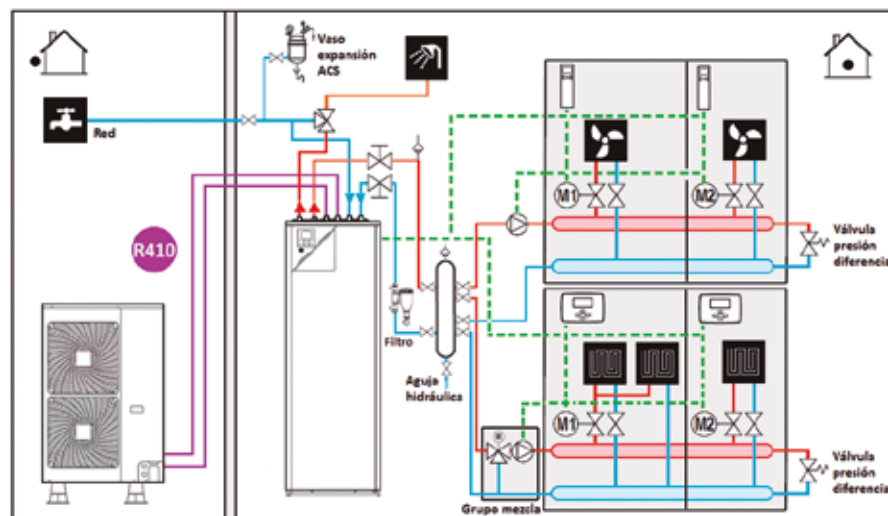 Vaso
expansión
ACS
Red
R410
M1
M2
Válvula
presión
diferencia
Filtro
Aguja
hidráulica
M1
M2
Grupo mezcla
Válvula
presión
diferencia